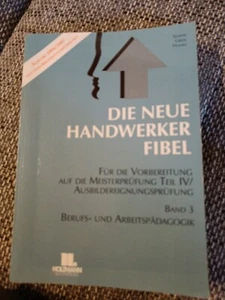 DIE NEUE
HANDWERKER
FIBEL
FÜR DIE VORBEREITUNG
AUF DIE MEISTERPRÜFUNG TEIL IV/
AUSBILDEREIGNUNGSPRÜFUNG
BAND 3
BERUFS- UND ARBEITSPÄDAGOGIK
HOLZMANN